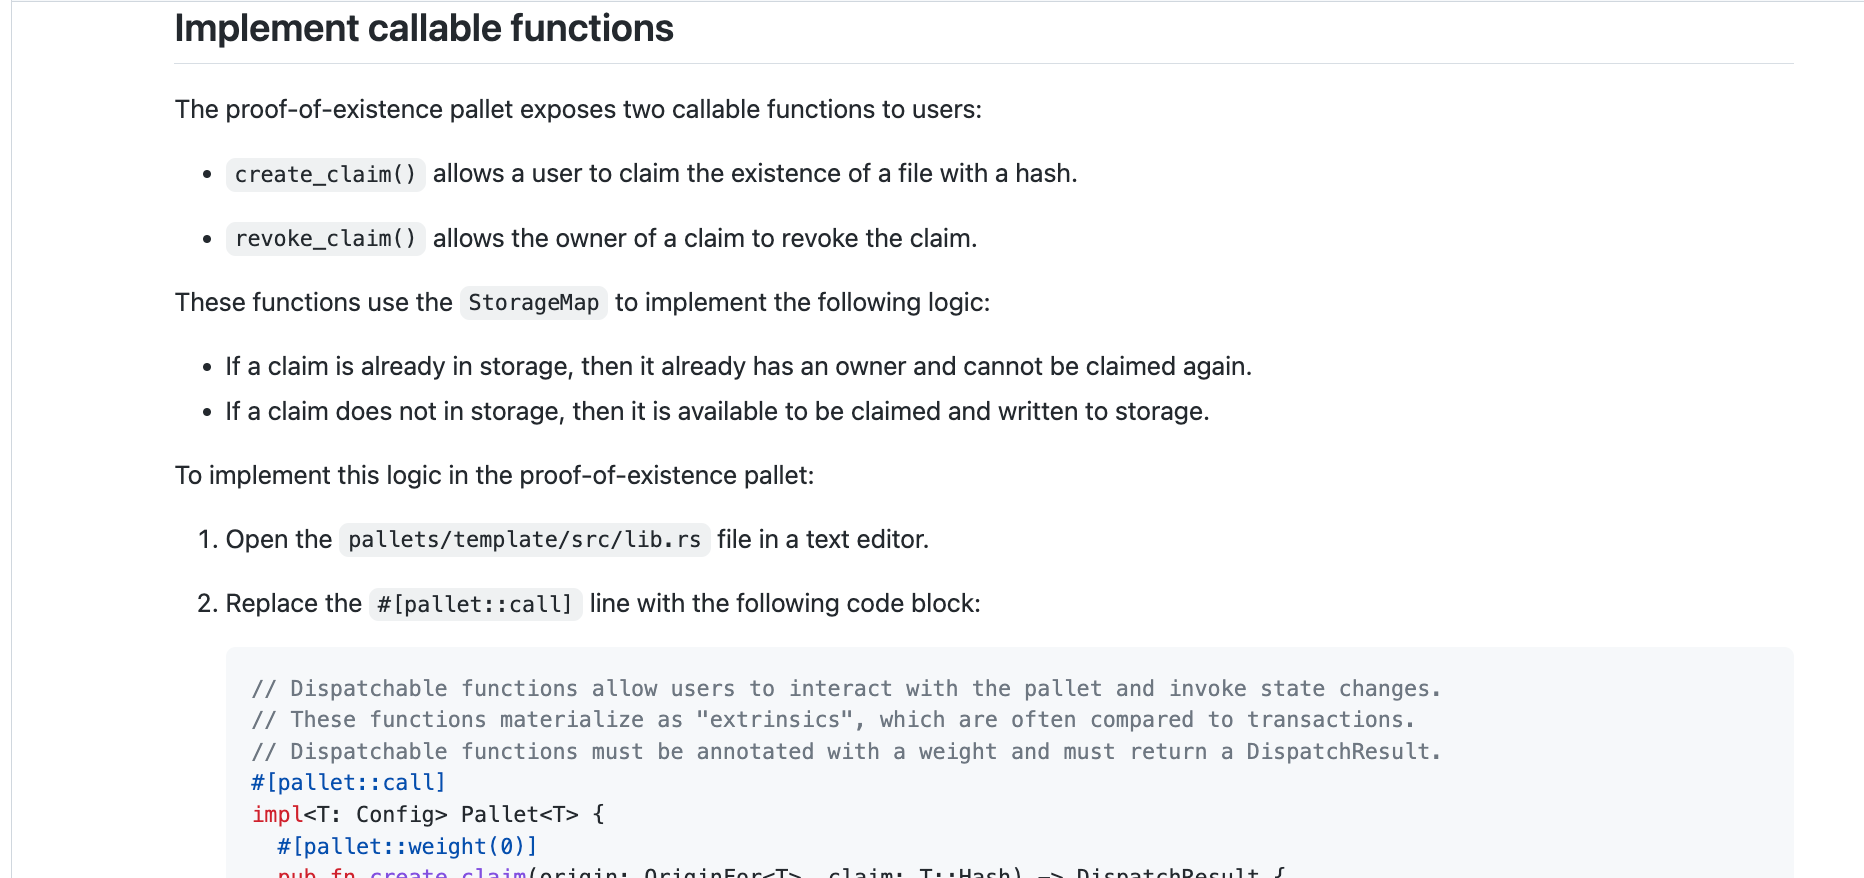 Implement callable functions
The proof-of-existence pallet exposes two callable functions to users:
• create_claim() allows a user to claim the existence of a file with a hash.
• revoke_claim() allows the owner of a claim to revoke the claim.
These functions use the StorageMap to implement the following logic:
• If a claim is already in storage, then it already has an owner and cannot be claimed again.
• If a claim does not in storage, then it is available to be claimed and written to storage.
To implement this logic in the proof-of-existence pallet:
1. Open the pallets/template/src/lib.rs file in a text editor.
2. Replace the #[pallet::call] line with the following code block:
// Dispatchable functions allow users to interact with the pallet and invoke state changes.
// These functions materialize as "extrinsics", which are often compared to transactions.
// Dispatchable functions must be annotated with a weight and must return a DispatchResult.
#[pallet::call]
impl<T: Config> Pallet<T> {
#[pallet::weight(0)]
pub fn create_claim(origin: OriginFor<T>, claim: T::Hash) -> DispatchResult {